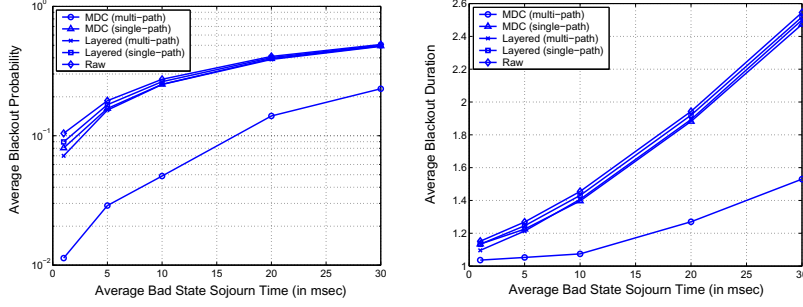 MDC (multi-path)
MDC (single-path)
Layered (multi-path)
Layered (single-path)
Raw
10^0
10^-1
10^-2
0
5
10
15
20
25
30
Average Blackout Probability
Average Bad State Sojourn Time (in msec)
MDC (multi-path)
MDC (single-path)
Layered (multi-path)
Layered (single-path)
Raw
2.6
2.4
2.2
2
1.8
1.6
1.4
1.2
1
0
5
10
15
20
25
30
Average Blackout Duration
Average Bad State Sojourn Time (in msec)